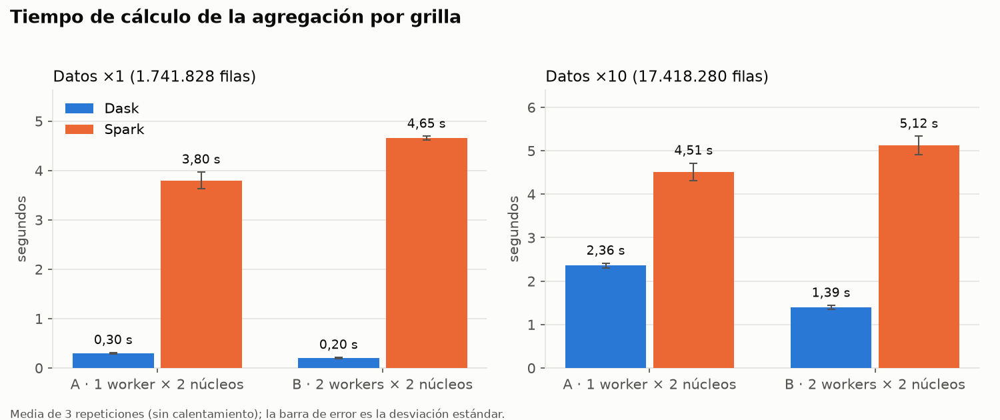 Tiempo de cálculo de la agregación por grilla
Datos ×1 (1.741.828 filas)
Dask
Spark
segundos
5
4
3
2
1
0
0,30 s
3,80 s
0,20 s
4,65 s
A · 1 worker × 2 núcleos
B · 2 workers × 2 núcleos
Datos ×10 (17.418.280 filas)
segundos
6
5
4
3
2
1
0
2,36 s
4,51 s
1,39 s
5,12 s
A · 1 worker × 2 núcleos
B · 2 workers × 2 núcleos
Media de 3 repeticiones (sin calentamiento); la barra de error es la desviación estándar.